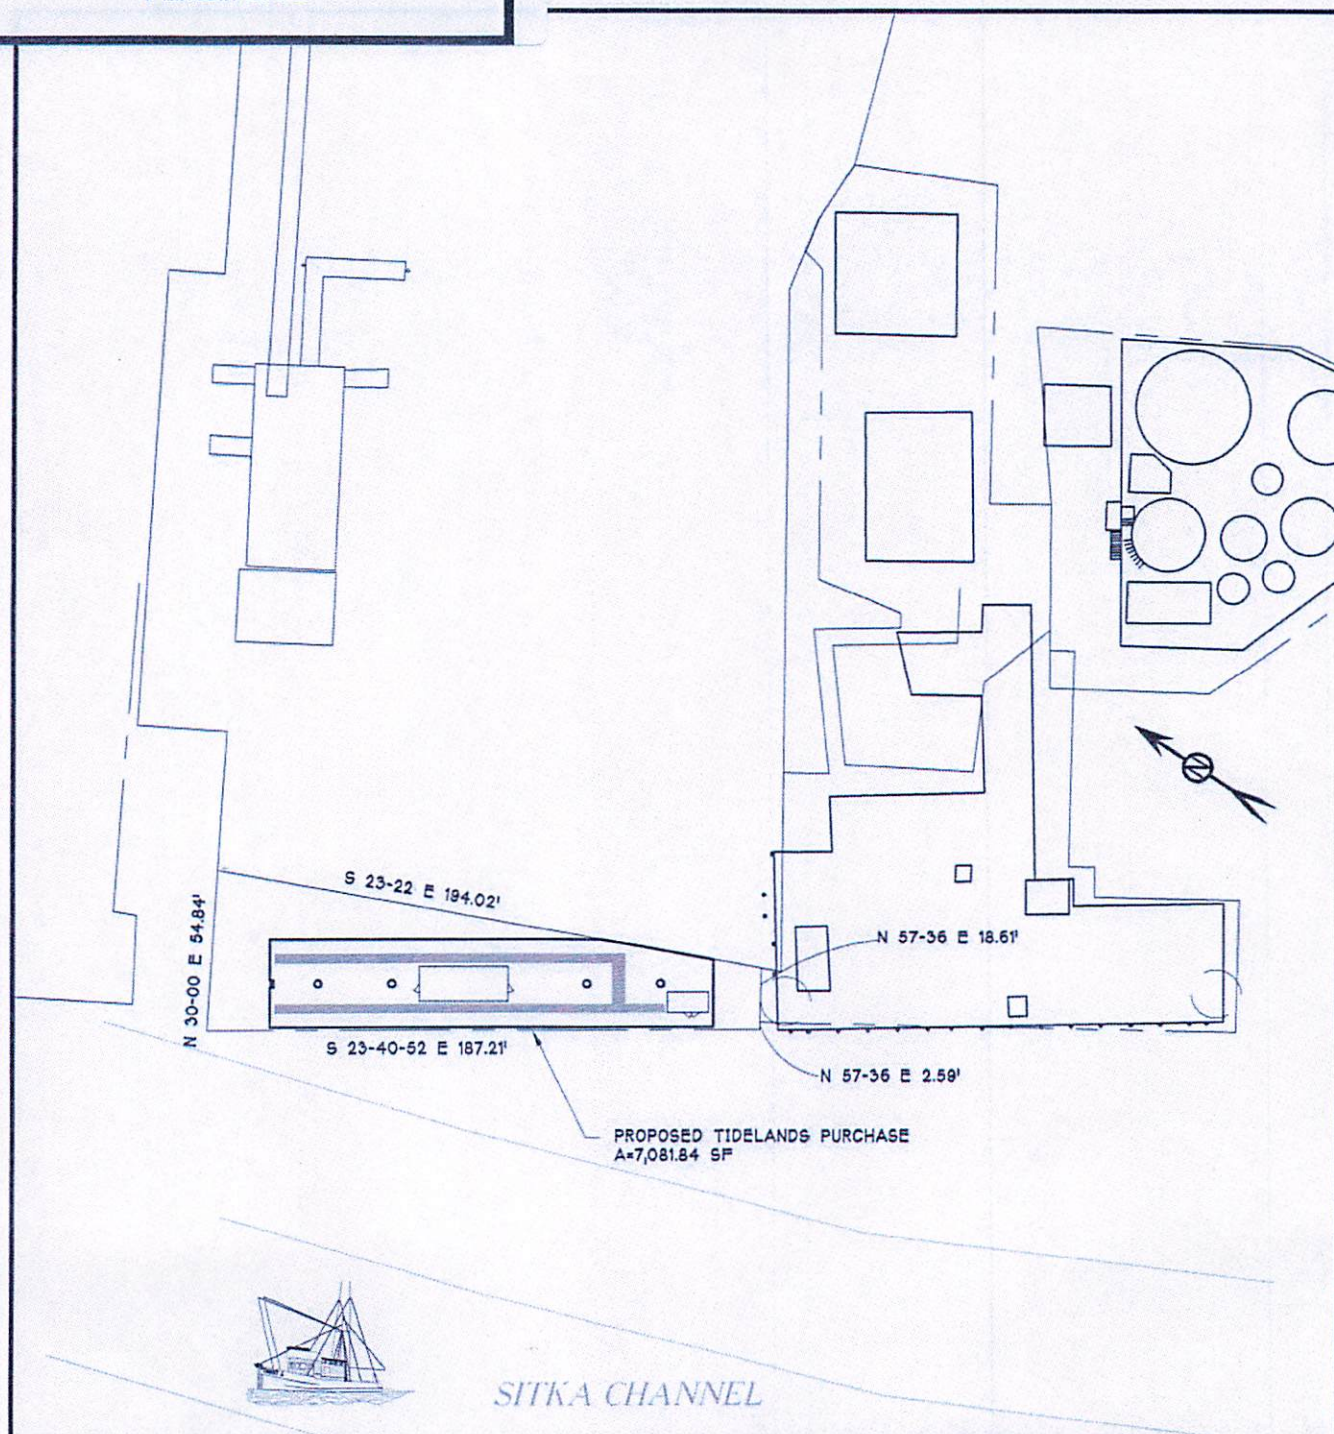 S 23-22 E 194.02'
N 30-00 E 54.84'
N 57-36 E 18.61'
S 23-40-52 E 187.21'
N 57-36 E 2.59'
PROPOSED TIDELANDS PURCHASE
A=7,081.84 SF
N
SITKA CHANNEL